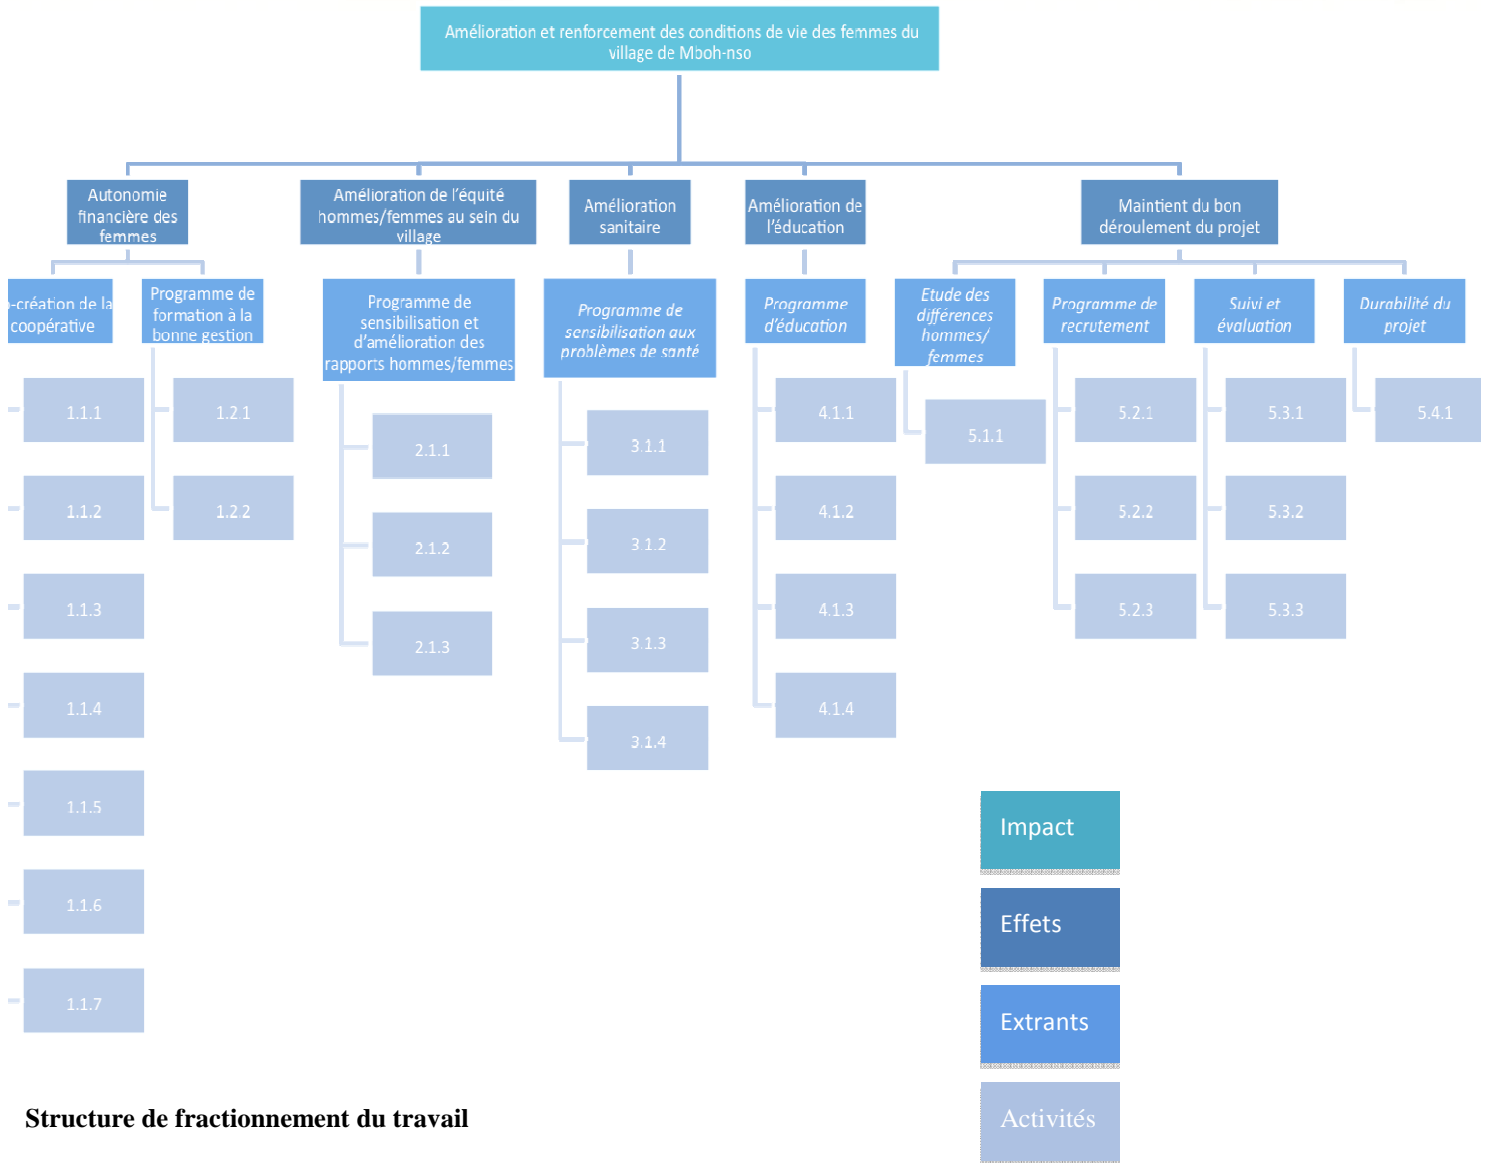 Amélioration et renforcement des conditions de vie des femmes du
village de Mboh-nso
Autonomie
financière des
femmes
Amélioration de l'équité
hommes/femmes au sein du
village
Amélioration
sanitaire
Amélioration de
l'éducation
Maintient du bon
déroulement du projet
-création de la
coopérative
Programme de
formation à la
bonne gestion
Programme de
sensibilisation et
d'amélioration des
rapports hommes/femmes
Programme de
sensibilisation aux
problèmes de santé
Programme
d'éducation
Etude des
différences
hommes/
femmes
Programme de
recrutement
Suivi et
évaluation
Durabilité du
projet
1.1.1
1.1.2
1.1.3
1.1.4
1.1.5
1.1.6
1.1.7
1.2.1
1.2.2
2.1.1
2.1.2
2.1.3
3.1.1
3.1.2
3.1.3
3.1.4
4.1.1
4.1.2
4.1.3
4.1.4
5.1.1
5.2.1
5.2.2
5.2.3
5.3.1
5.3.2
5.3.3
5.4.1
Impact
Effets
Extrants
Activités
Structure de fractionnement du travail